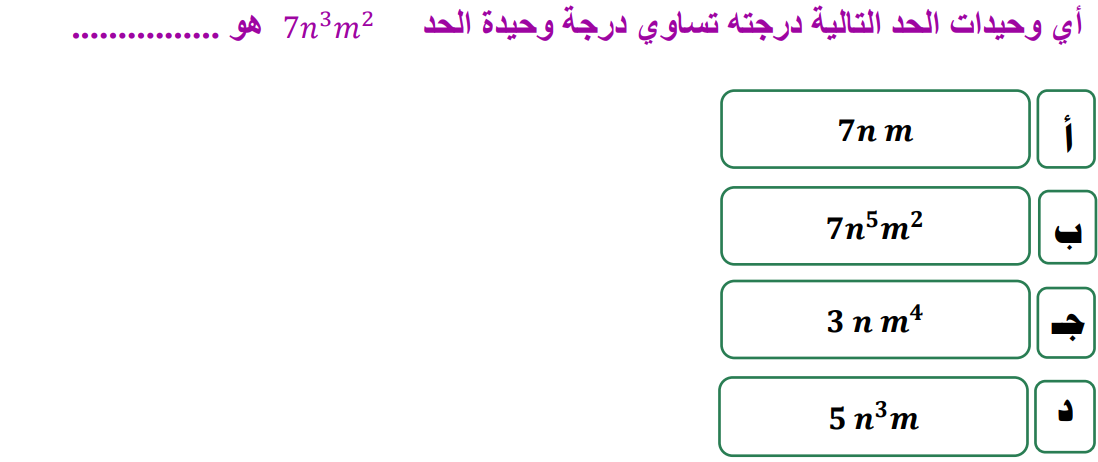 أي وحيدات الحد التالية درجته تساوي درجة وحيدة الحد 7n³m² هو ................
أ 7n m
ب 7n⁵m²
جـ 3 n m⁴
د 5 n³m